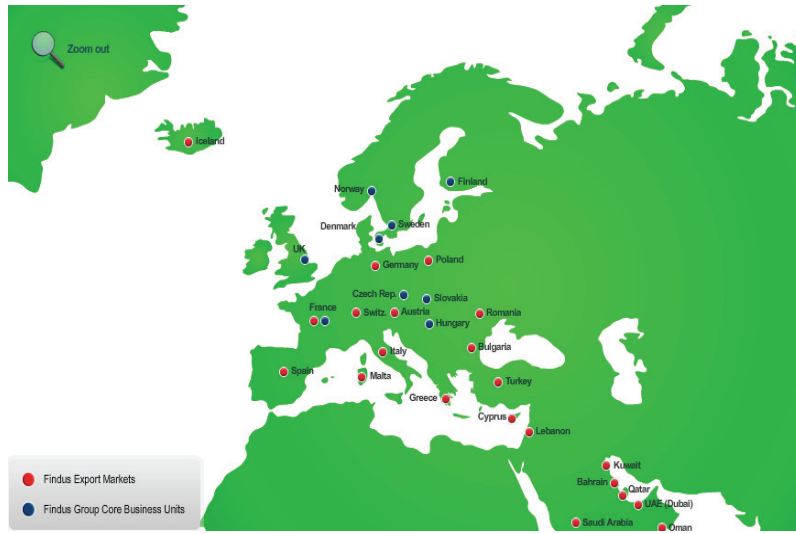 Zoom out
Iceland
Norway
Finland
Denmark
Sweden
UK
Germany
Poland
Czech Rep.
Slovakia
France
Switz.
Austria
Romania
Hungary
Italy
Bulgaria
Spain
Malta
Turkey
Greece
Cyprus
Lebanon
Kuwait
Bahrain
Qatar
UAE (Dubai)
Saudi Arabia
Oman
Findus Export Markets
Findus Group Core Business Units